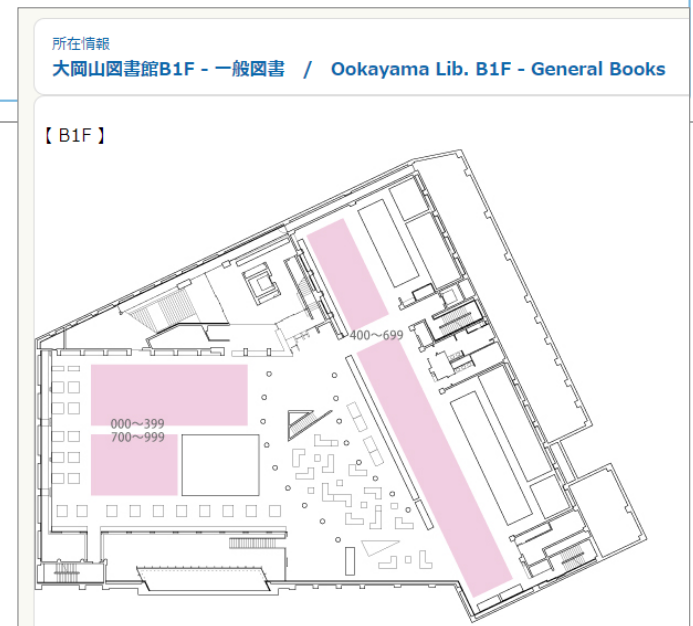 所在情報
大岡山図書館B1F - 一般図書 / Ookayama Lib. B1F - General Books
【 B1F 】
400～699
000～399
700～999